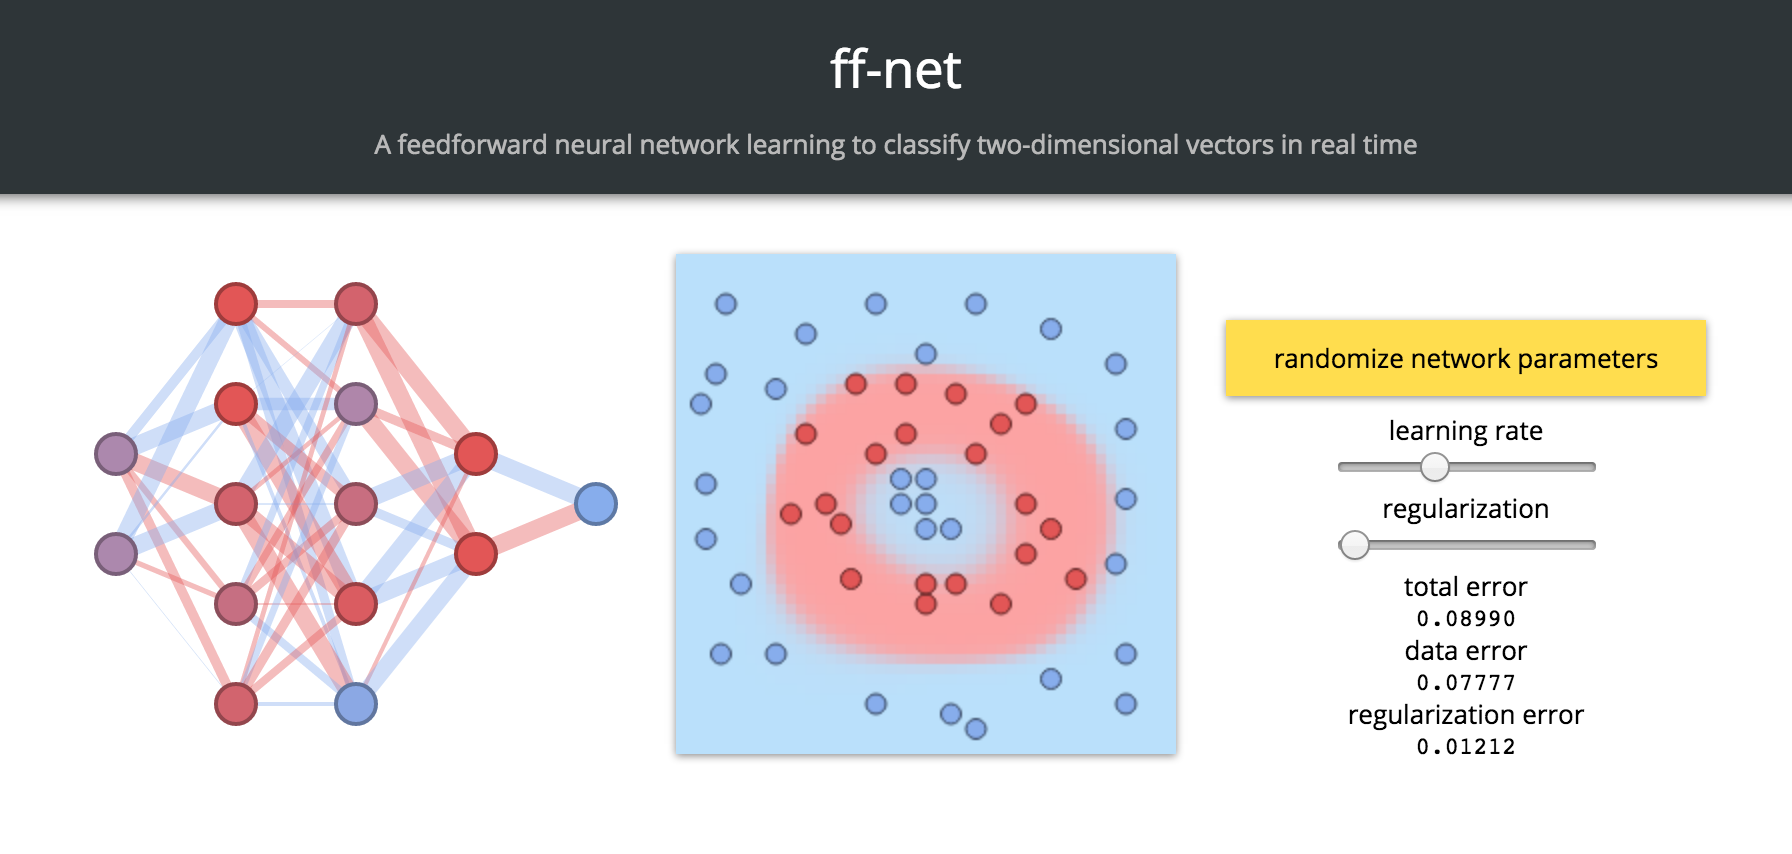 ff-net
A feedforward neural network learning to classify two-dimensional vectors in real time
randomize network parameters
learning rate
regularization
total error
0.08990
data error
0.07777
regularization error
0.01212